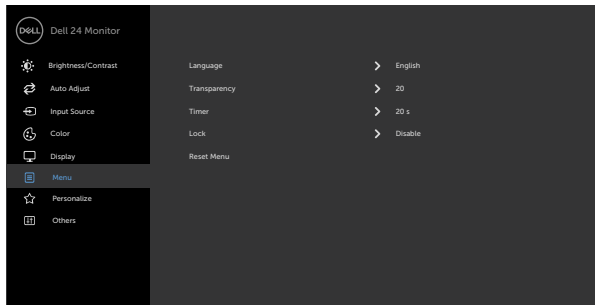 DELL Dell 24 Monitor
Brightness/Contrast Language English
Auto Adjust Transparency 20
Input Source Timer 20 s
Color Lock Disable
Display Reset Menu
Menu
Personalize
Others